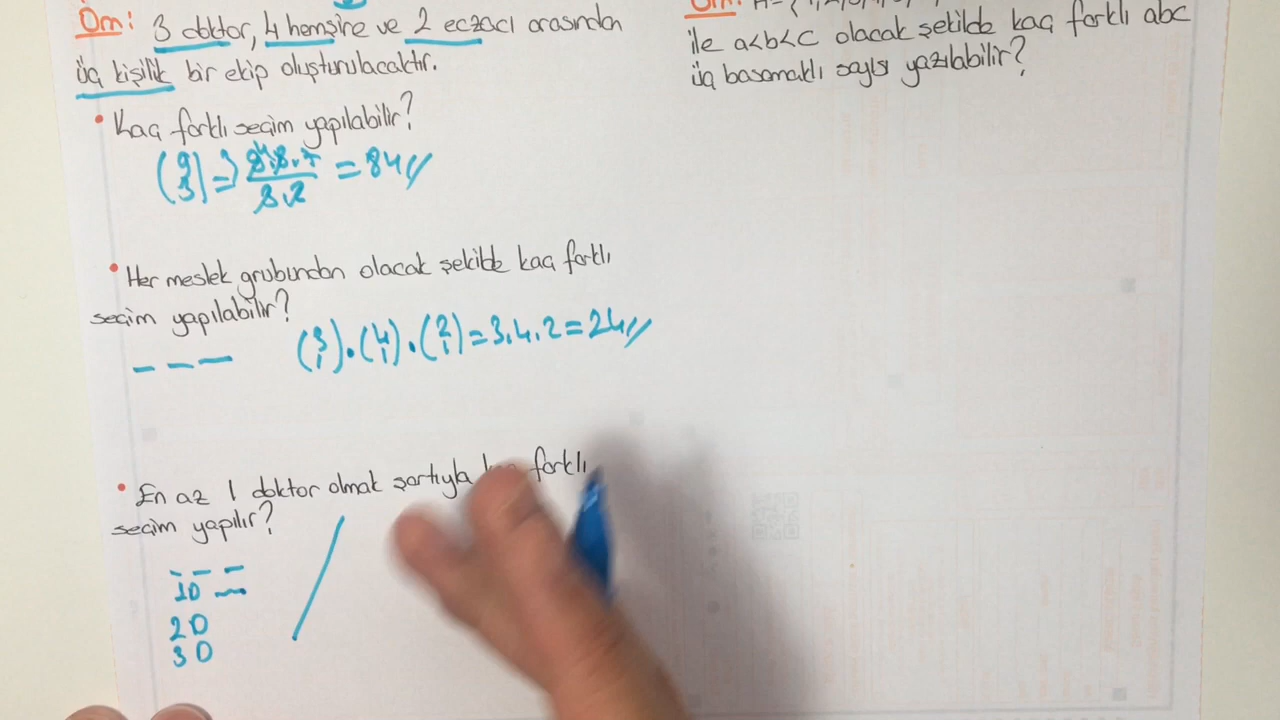 Örn: 3 doktor, 4 hemşire ve 2 eczacı arasından
üç kişilik bir ekip oluşturulacaktır.
• Kaç farklı seçim yapılabilir?
(9 3) => 9.8.7 / 3.2 = 84//
• Her meslek grubundan olacak şekilde kaç farklı
seçim yapılabilir?
_ _ _ (3 1).(4 1).(2 1) = 3.4.2 = 24//
• En az 1 doktor olmak şartıyla farklı
seçim yapılır?
_ _ _
1D _ _
2D
3D
Örn:
ile a<b<c olacak şekilde kaç farklı abc
üç basamaklı sayısı yazılabilir?